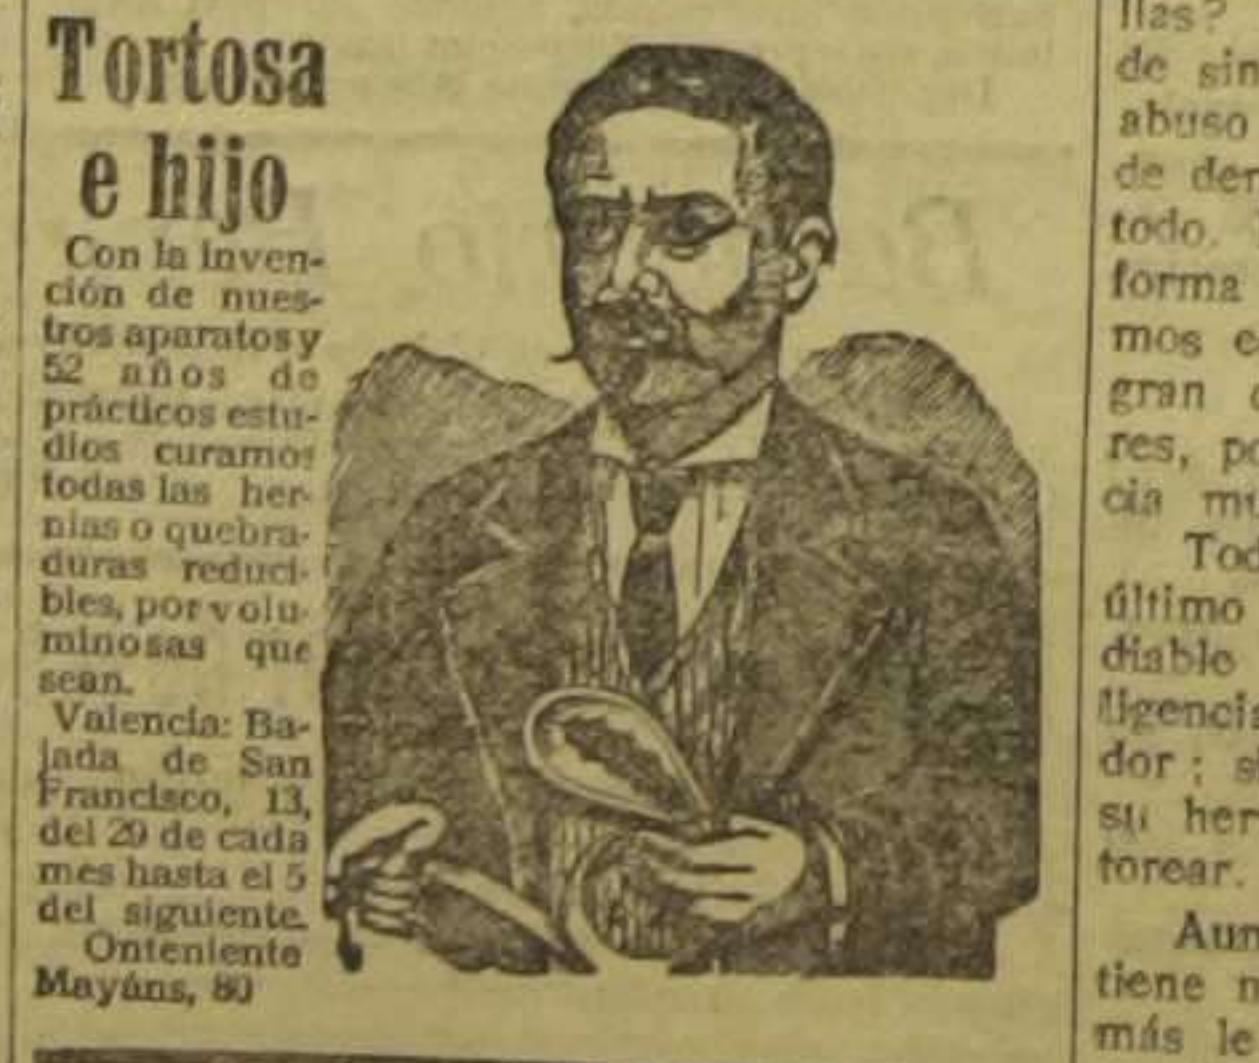 Tortosa
e hijo
Con la inven-
ción de nues-
tros aparatos y
52 años de
prácticos estu-
dios curamos
todas las her-
nias o quebra-
duras reduci-
bles, por volu-
minosas que
sean.
Valencia: Ba-
jada de San
Francisco, 13,
del 29 de cada
mes hasta el 5
del siguiente.
Onteniente
Mayáns, 80
llas?
de sin
abuso
de der
todo.
forma
mos e
gran
res, po
cia mu
Tod
último
diable
ligenci
dor; s
su her
torear.
Aun
tiene n
más le